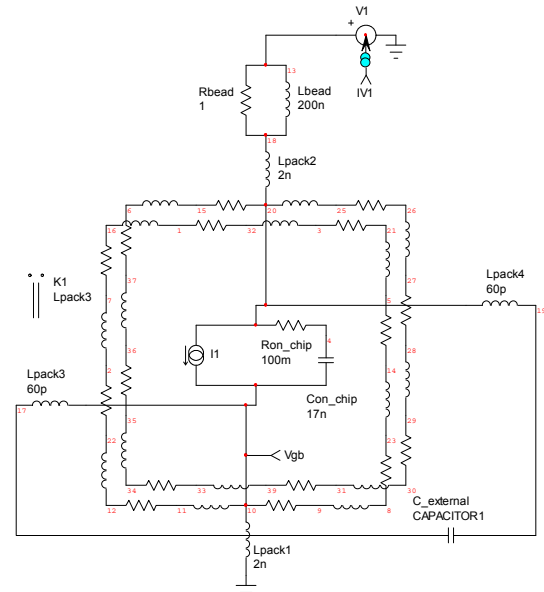 V1
+
IV1
13
Rbead
1
Lbead
200n
18
Lpack2
2n
6
15
20
25
26
16
1
32
3
21
K1
Lpack3
37
7
27
5
Lpack4
60p
19
I1
Ron_chip
100m
4
36
28
2
14
Con_chip
17n
Lpack3
60p
17
35
29
22
23
Vgb
34
33
39
31
30
12
11
10
9
8
C_external
CAPACITOR1
Lpack1
2n